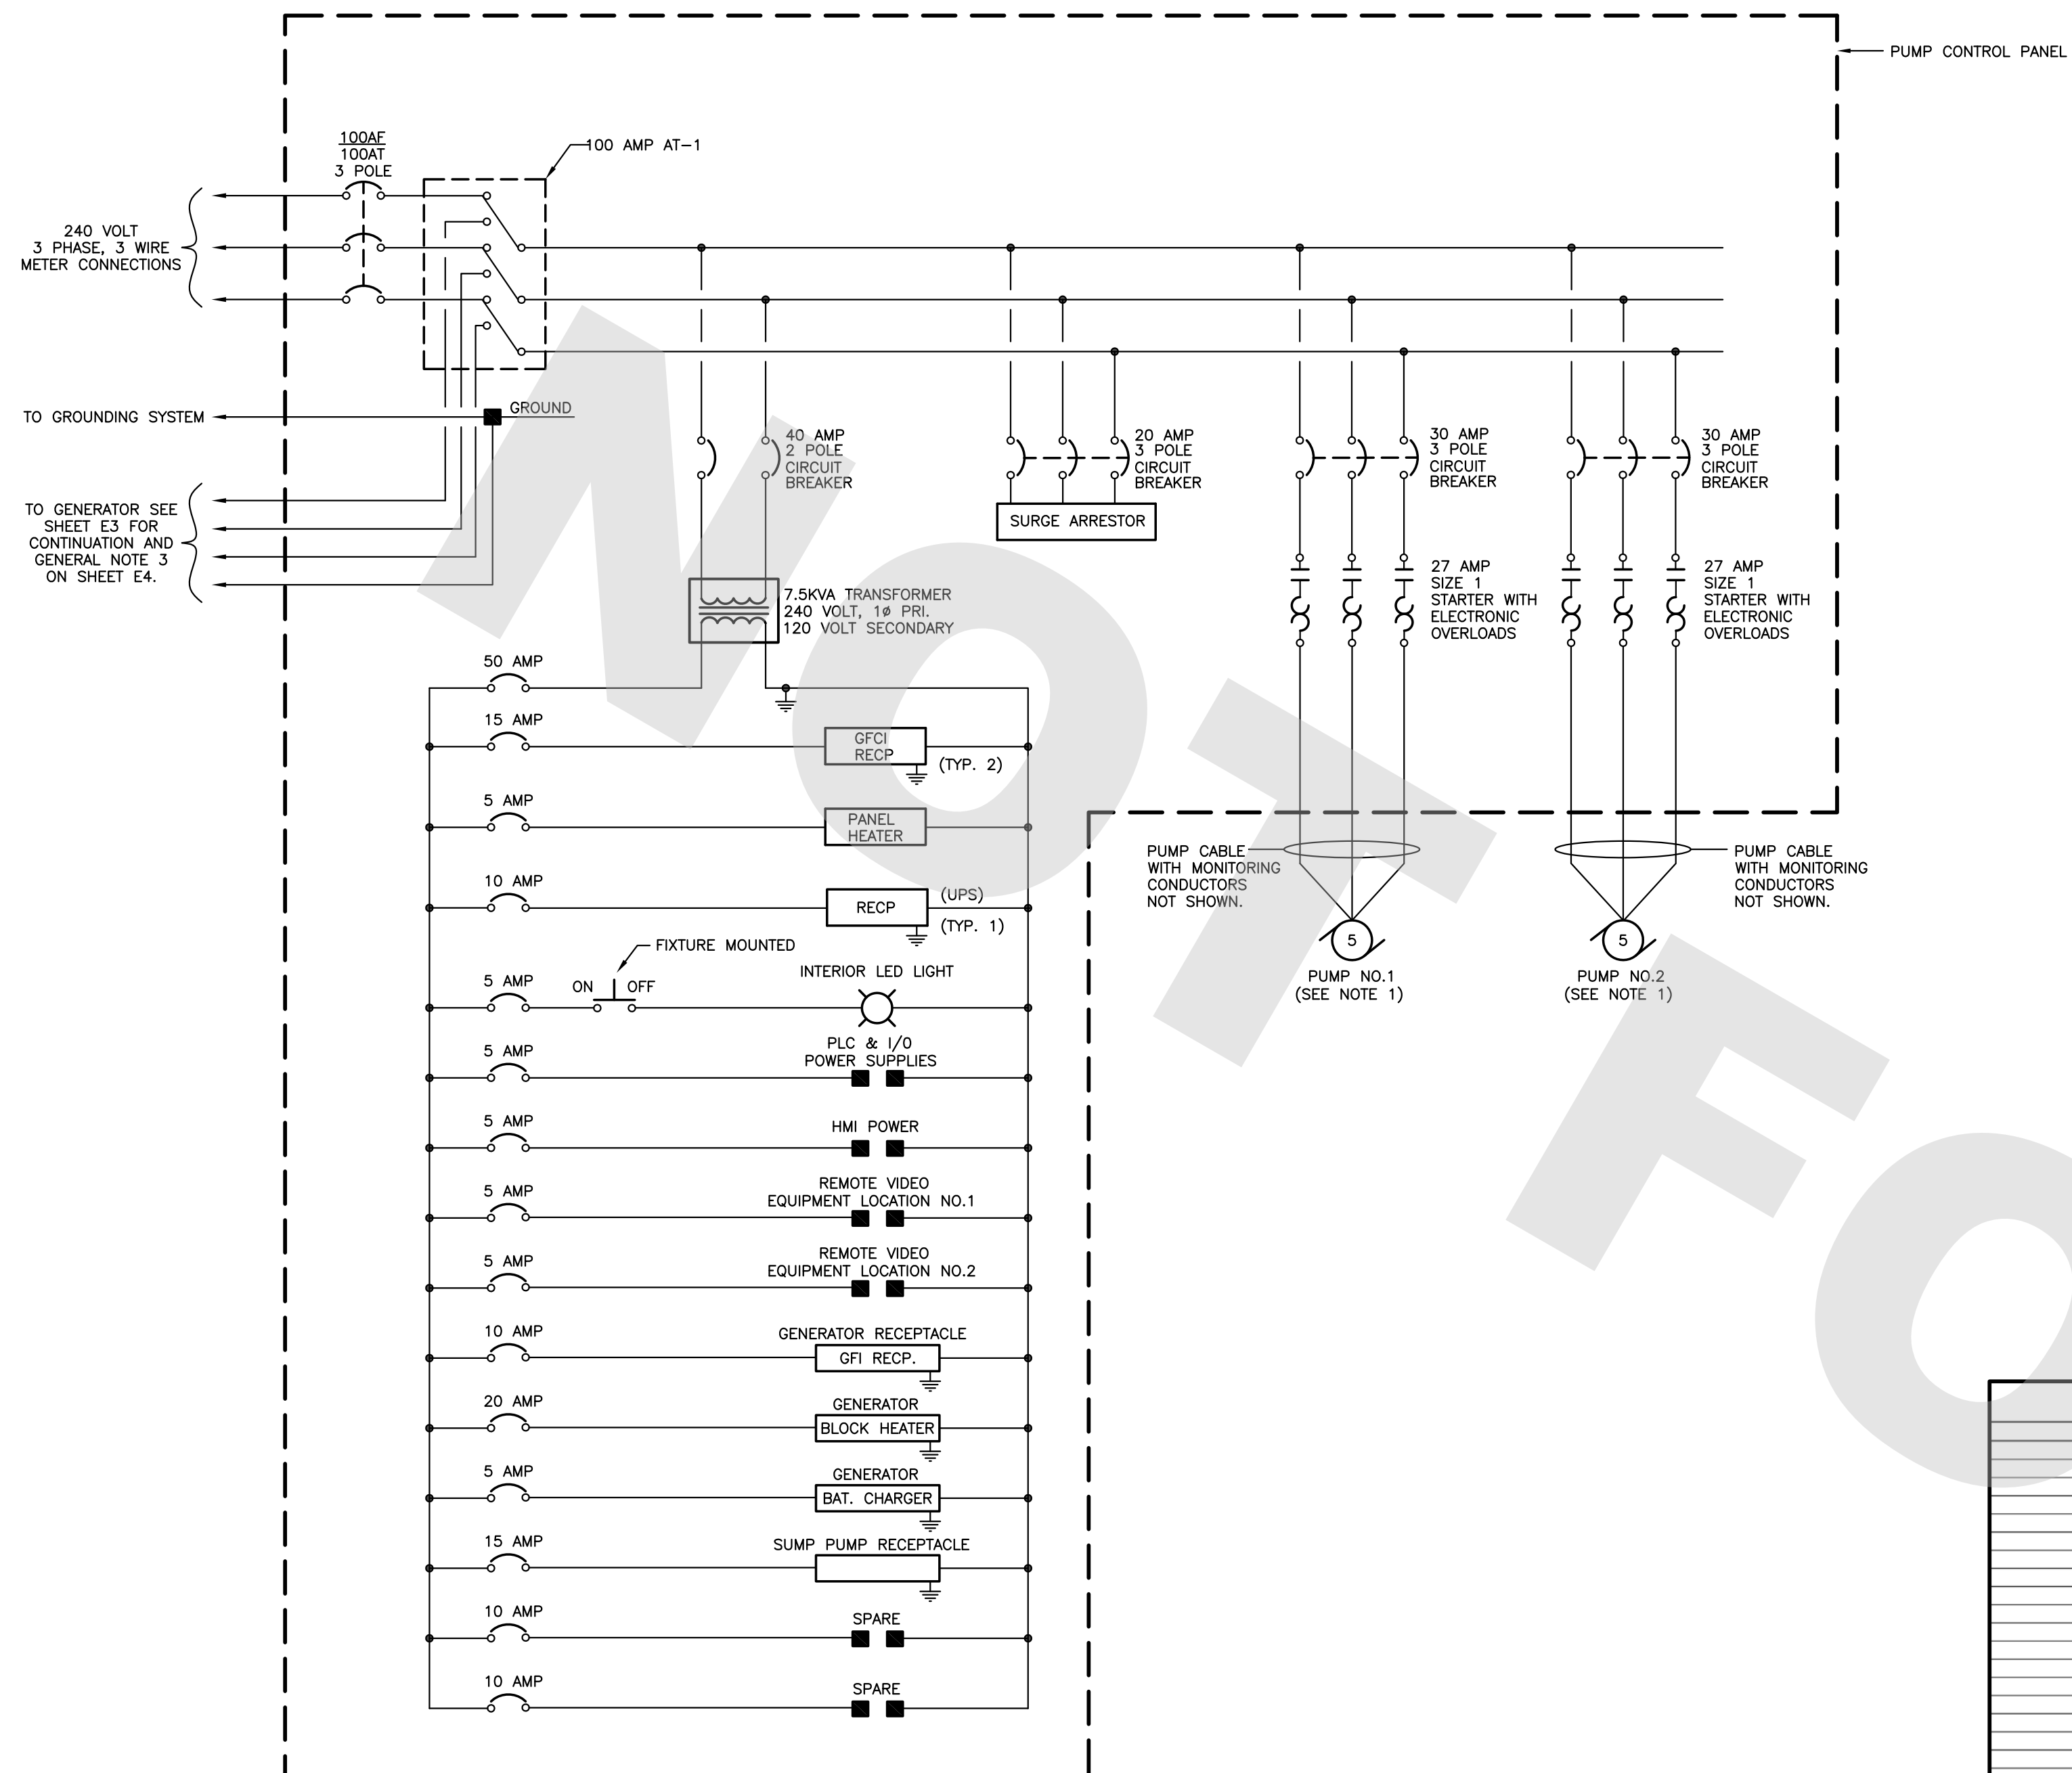 PUMP CONTROL PANEL
100AF
100AT
3 POLE
100 AMP AT-1
240 VOLT
3 PHASE, 3 WIRE
METER CONNECTIONS
TO GROUNDING SYSTEM
GROUND
TO GENERATOR SEE
SHEET E3 FOR
CONTINUATION AND
GENERAL NOTE 3
ON SHEET E4.
40 AMP
2 POLE
CIRCUIT
BREAKER
20 AMP
3 POLE
CIRCUIT
BREAKER
SURGE ARRESTOR
30 AMP
3 POLE
CIRCUIT
BREAKER
30 AMP
3 POLE
CIRCUIT
BREAKER
7.5KVA TRANSFORMER
240 VOLT, 1ø PRI.
120 VOLT SECONDARY
27 AMP
SIZE 1
STARTER WITH
ELECTRONIC
OVERLOADS
27 AMP
SIZE 1
STARTER WITH
ELECTRONIC
OVERLOADS
50 AMP
15 AMP
GFCI
RECP
(TYP. 2)
5 AMP
PANEL
HEATER
10 AMP
RECP
(UPS)
(TYP. 1)
PUMP CABLE
WITH MONITORING
CONDUCTORS
NOT SHOWN.
PUMP CABLE
WITH MONITORING
CONDUCTORS
NOT SHOWN.
5
PUMP NO.1
(SEE NOTE 1)
5
PUMP NO.2
(SEE NOTE 1)
FIXTURE MOUNTED
5 AMP
ON OFF
INTERIOR LED LIGHT
5 AMP
PLC & I/O
POWER SUPPLIES
5 AMP
HMI POWER
5 AMP
REMOTE VIDEO
EQUIPMENT LOCATION NO.1
5 AMP
REMOTE VIDEO
EQUIPMENT LOCATION NO.2
10 AMP
GENERATOR RECEPTACLE
GFI RECP.
20 AMP
GENERATOR
BLOCK HEATER
5 AMP
GENERATOR
BAT. CHARGER
15 AMP
SUMP PUMP RECEPTACLE
10 AMP
SPARE
10 AMP
SPARE
NOT FO